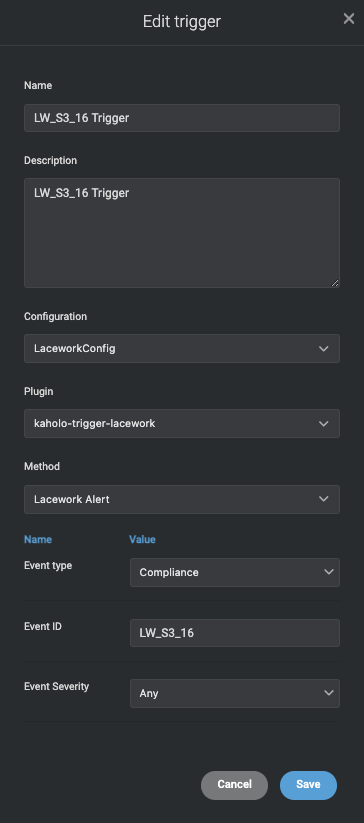 Edit trigger
Name
LW_S3_16 Trigger
Description
LW_S3_16 Trigger
Configuration
LaceworkConfig
Plugin
kaholo-trigger-lacework
Method
Lacework Alert
Name Value
Event type Compliance
Event ID LW_S3_16
Event Severity Any
Cancel Save